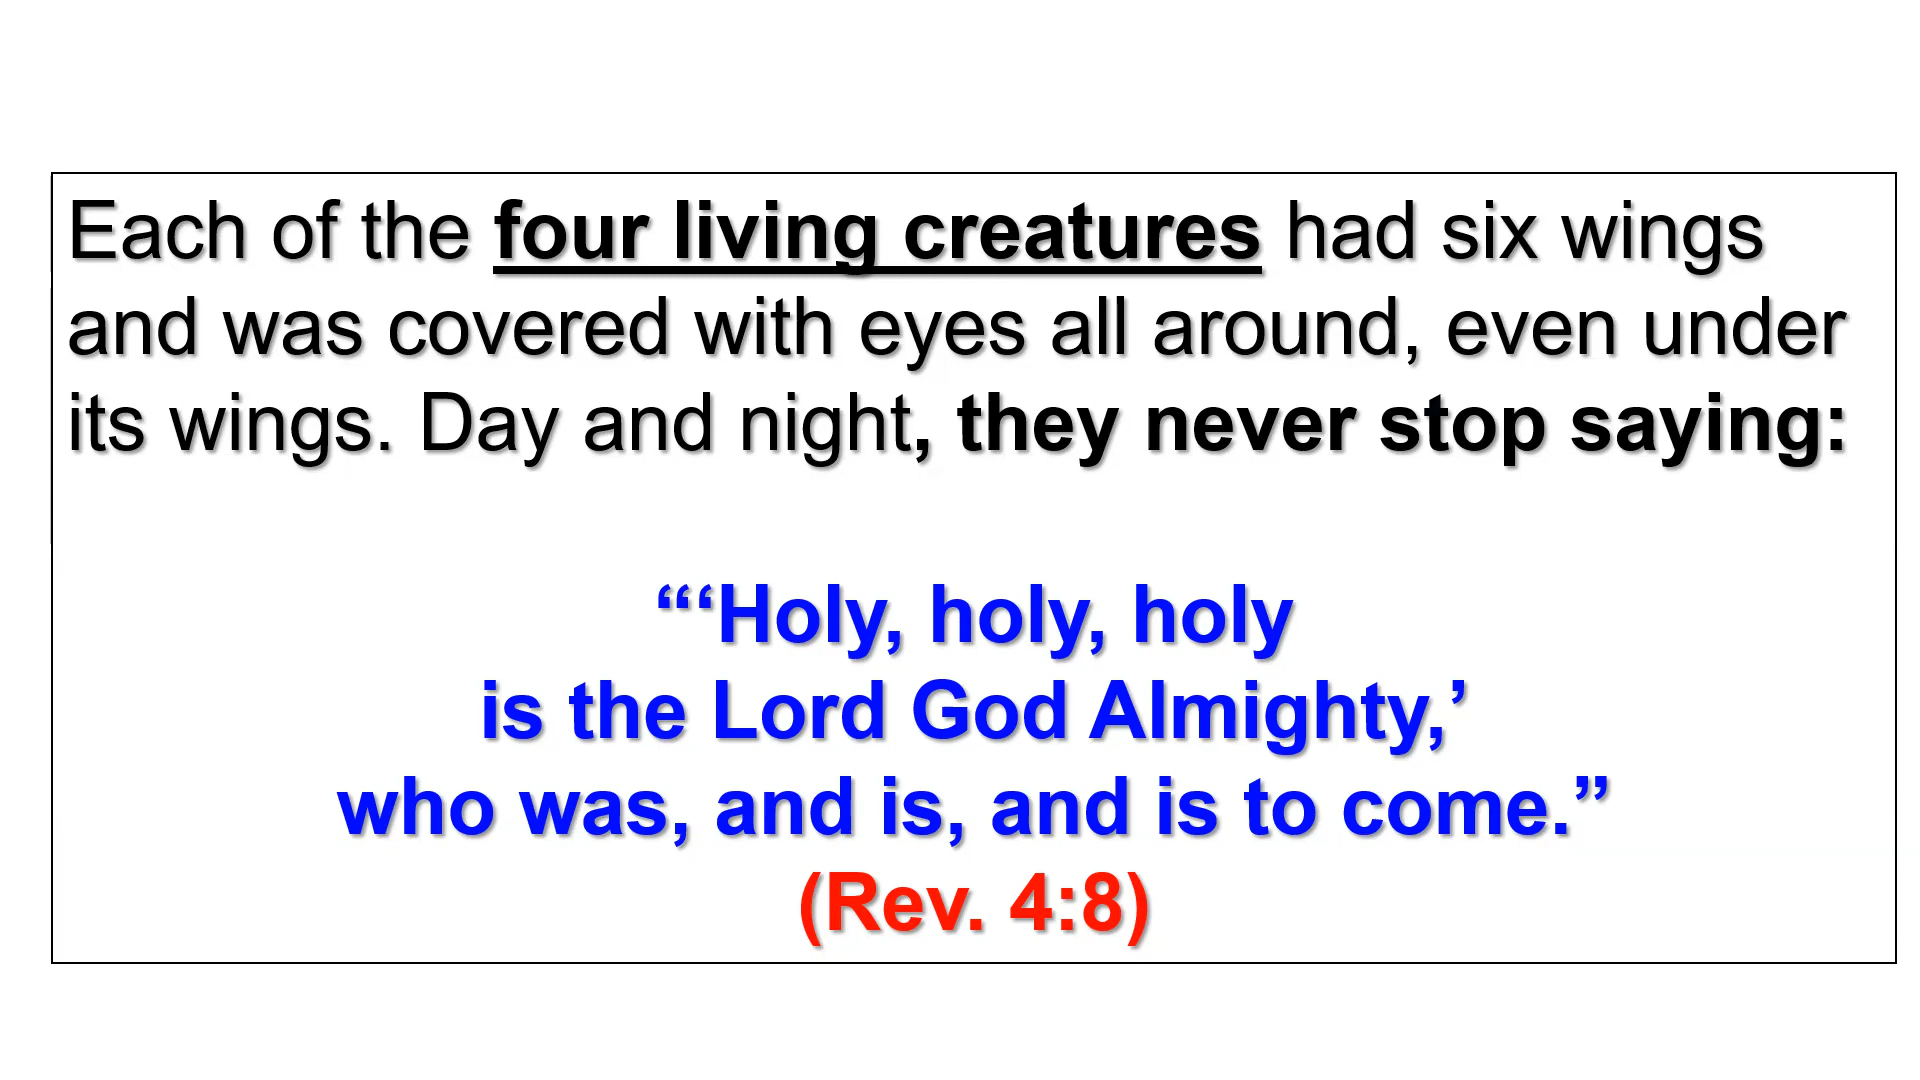 Each of the four living creatures had six wings
and was covered with eyes all around, even under
its wings. Day and night, they never stop saying:
“‘Holy, holy, holy
is the Lord God Almighty,’
who was, and is, and is to come.”
(Rev. 4:8)